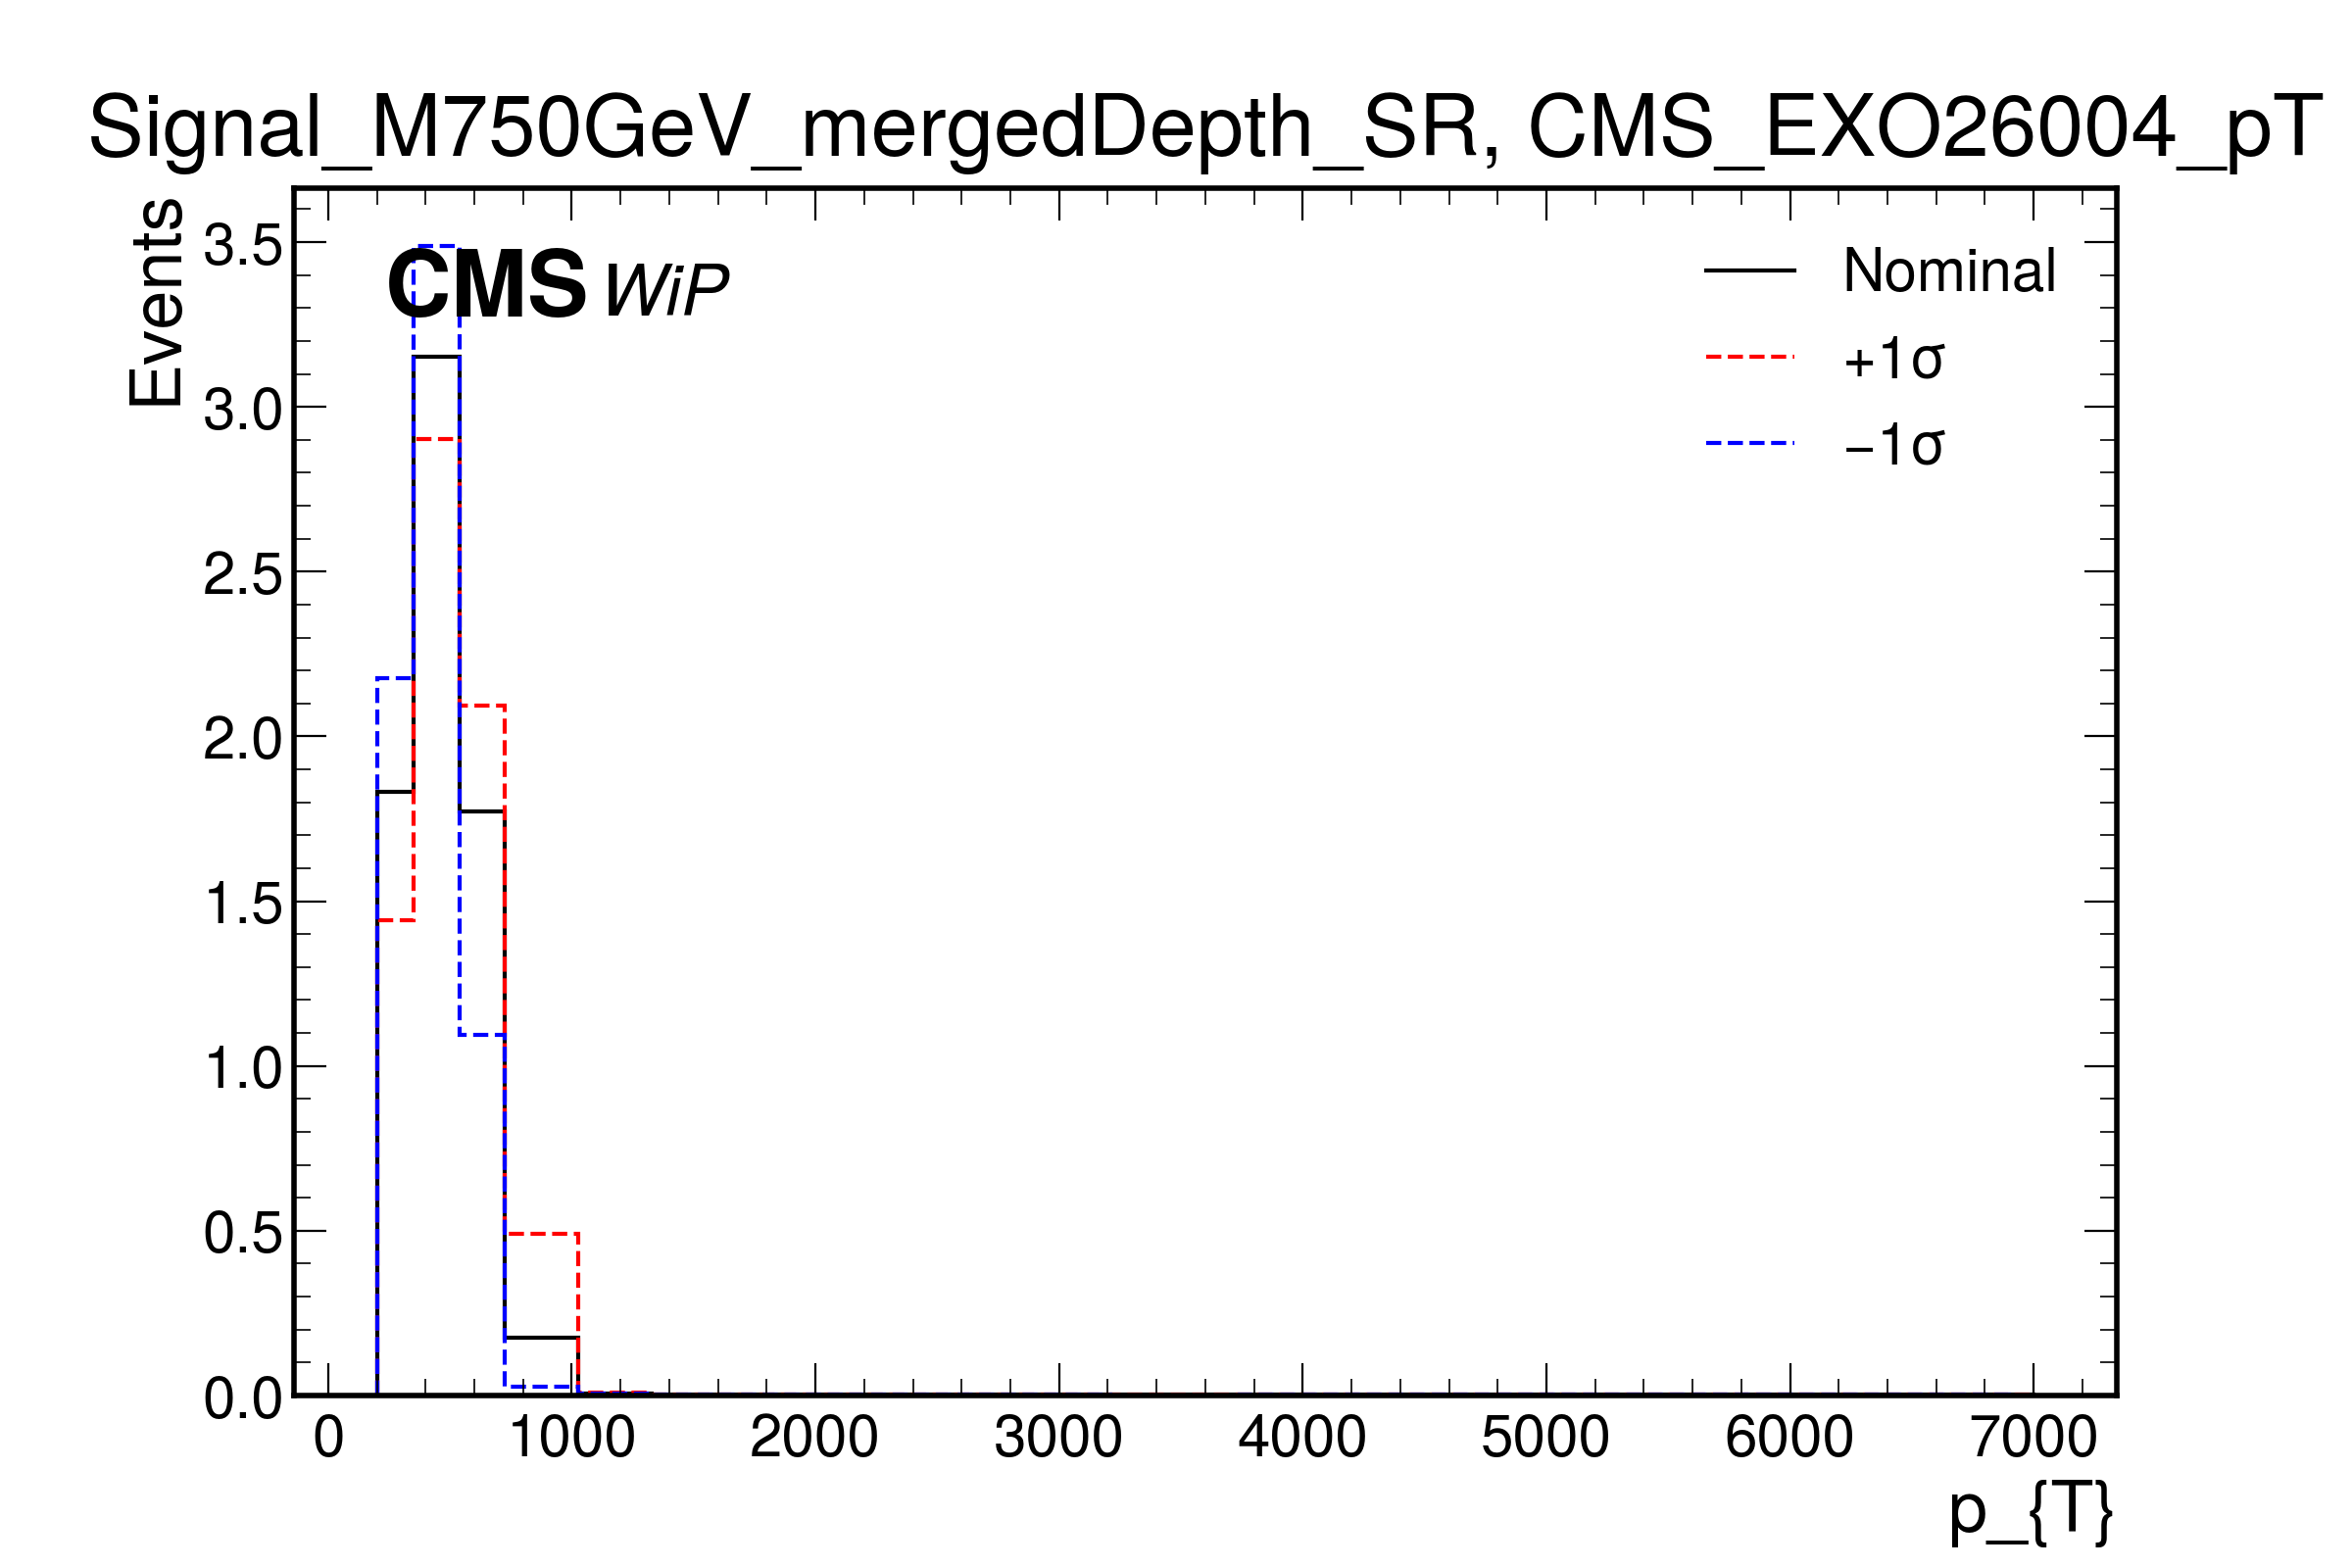 Signal_M750GeV_mergedDepth_SR, CMS_EXO26004_pT
Events
CMS WiP
Nominal
+1σ
−1σ
3.5
3.0
2.5
2.0
1.5
1.0
0.5
0.0
0 1000 2000 3000 4000 5000 6000 7000
p_{T}